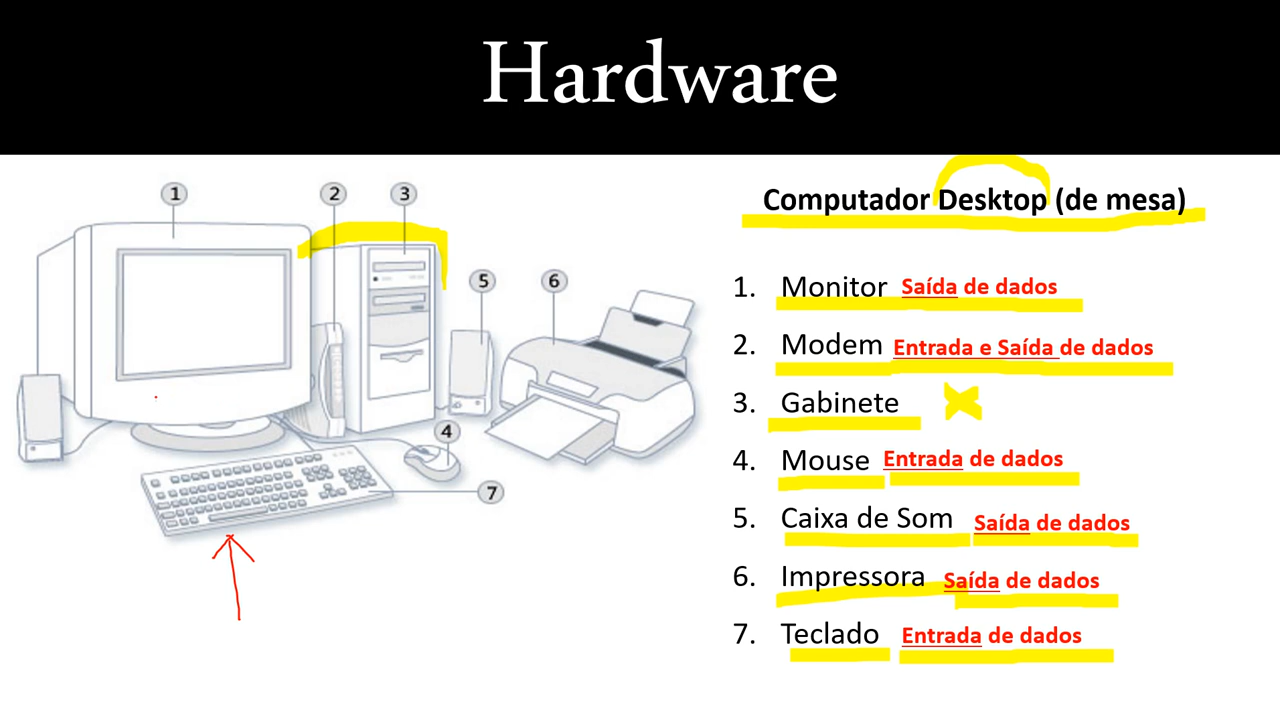 Hardware
1
2
3
5
6
4
7
Computador Desktop (de mesa)
1. Monitor Saída de dados
2. Modem Entrada e Saída de dados
3. Gabinete
4. Mouse Entrada de dados
5. Caixa de Som Saída de dados
6. Impressora Saída de dados
7. Teclado Entrada de dados